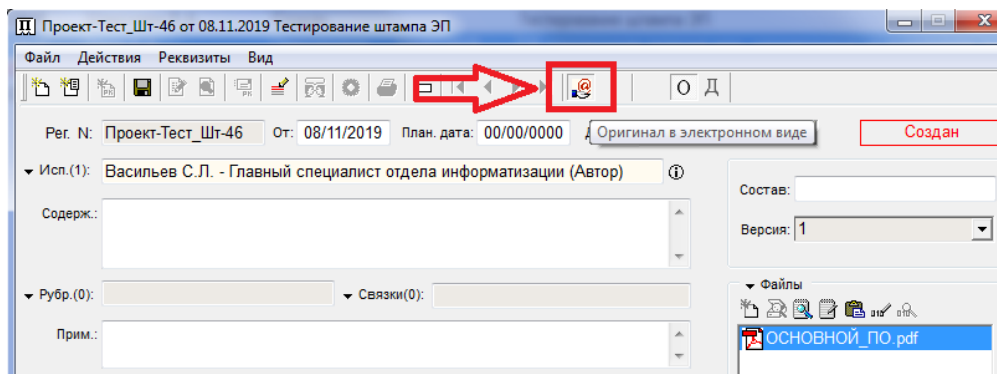 Проект-Тест_Шт-46 от 08.11.2019 Тестирование штампа ЭП
Файл Действия Реквизиты Вид
О Д
Рег. N: Проект-Тест_Шт-46 От: 08/11/2019 План. дата: 00/00/0000
Оригинал в электронном виде
Создан
Исп.(1): Васильев С.Л. - Главный специалист отдела информатизации (Автор)
Состав:
Содерж.:
Версия: 1
Рубр.(0): Связки(0):
Файлы
Прим.:
ОСНОВНОЙ_ПО.pdf